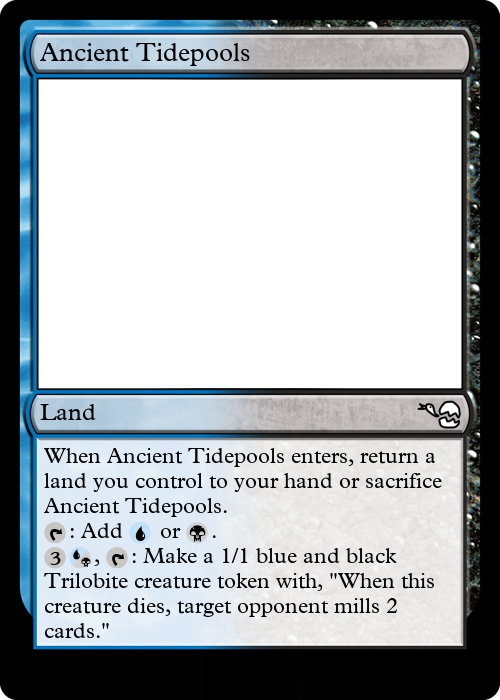 Ancient Tidepools
Land
When Ancient Tidepools enters, return a
land you control to your hand or sacrifice
Ancient Tidepools.
: Add or .
3 , : Make a 1/1 blue and black
Trilobite creature token with, "When this
creature dies, target opponent mills 2
cards."